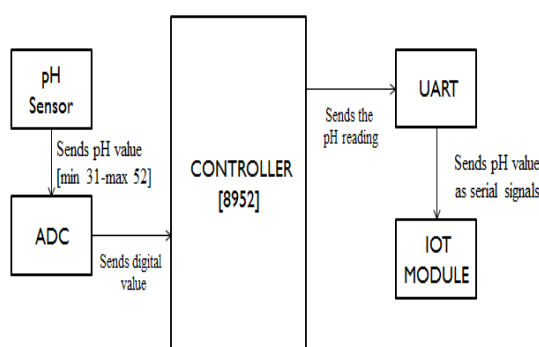 pH
Sensor
Sends pH value
[min 31-max 52]
ADC
Sends digital
value
CONTROLLER
[8952]
Sends the
pH reading
UART
Sends pH value
as serial signals
IOT
MODULE